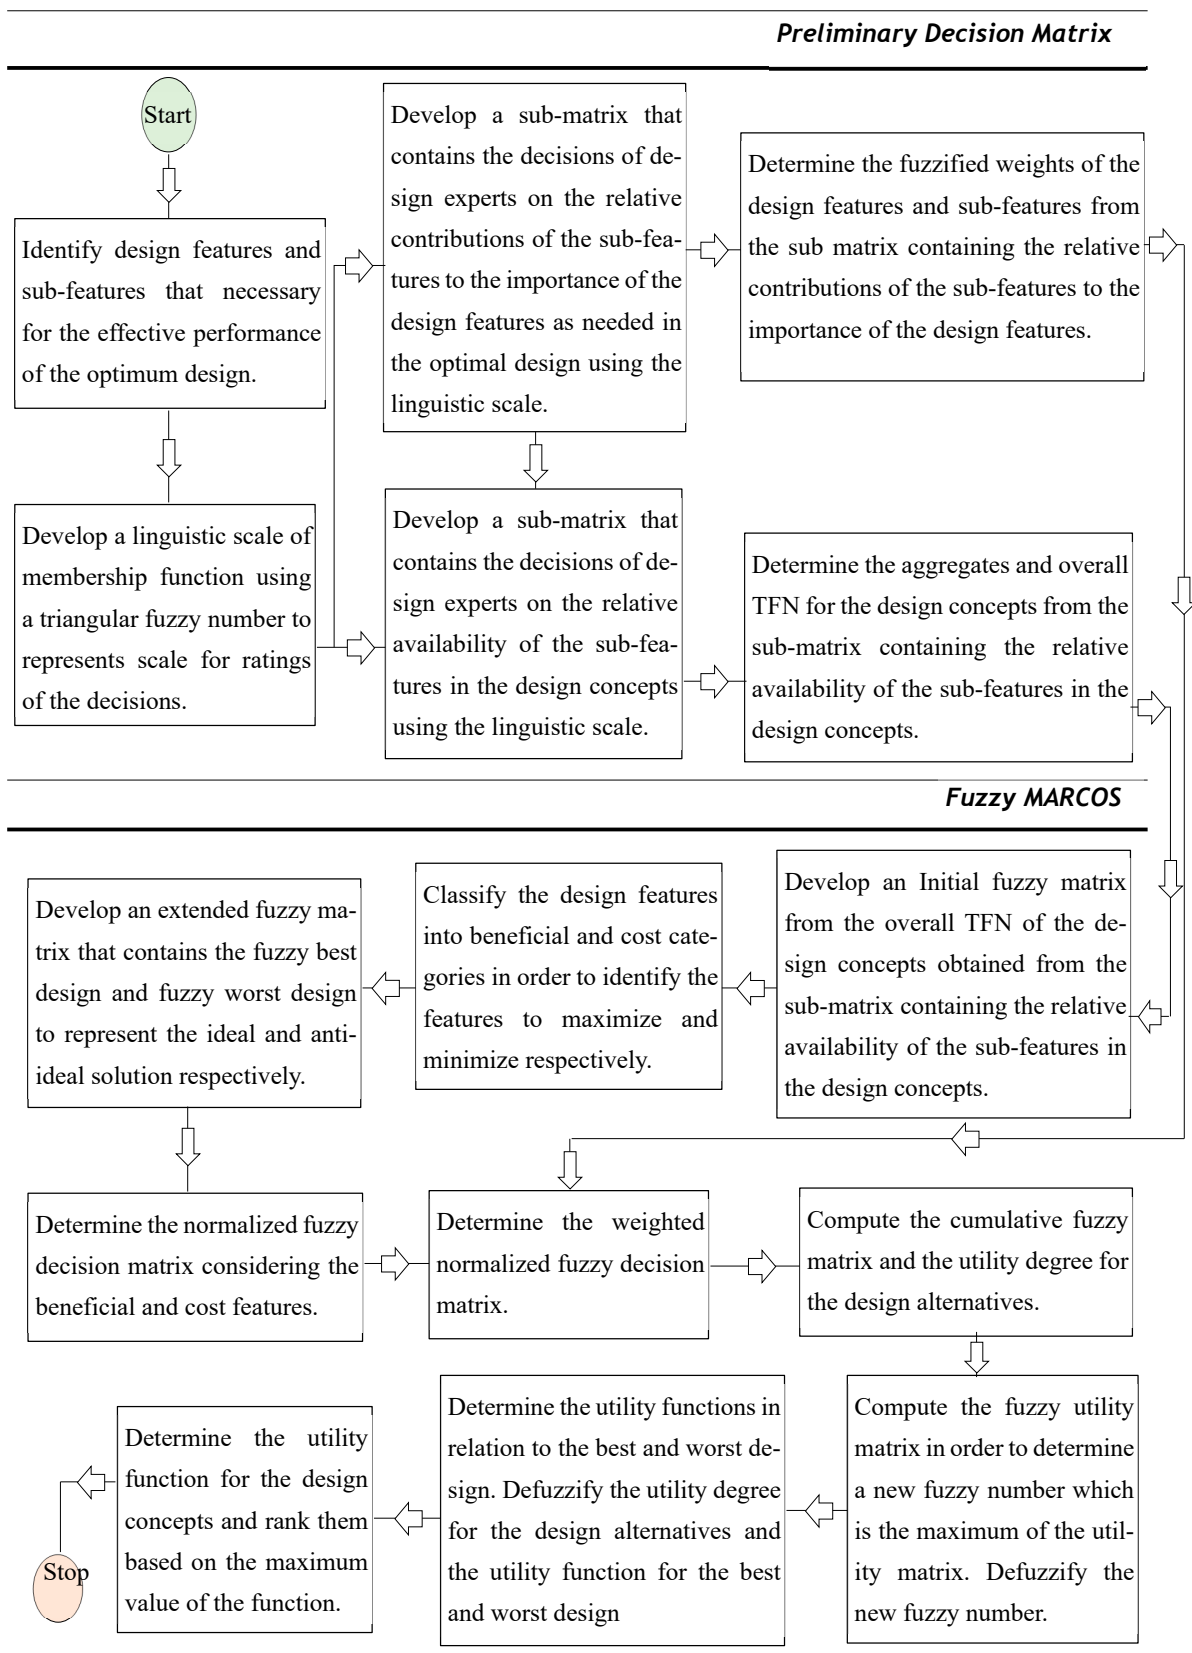 Preliminary Decision Matrix
Start
Identify design features and
sub-features that necessary
for the effective performance
of the optimum design.
Develop a linguistic scale of
membership function using
a triangular fuzzy number to
represents scale for ratings
of the decisions.
Develop a sub-matrix that
contains the decisions of de-
sign experts on the relative
contributions of the sub-fea-
tures to the importance of the
design features as needed in
the optimal design using the
linguistic scale.
Develop a sub-matrix that
contains the decisions of de-
sign experts on the relative
availability of the sub-fea-
tures in the design concepts
using the linguistic scale.
Determine the fuzzified weights of the
design features and sub-features from
the sub matrix containing the relative
contributions of the sub-features to the
importance of the design features.
Determine the aggregates and overall
TFN for the design concepts from the
sub-matrix containing the relative
availability of the sub-features in the
design concepts.
Fuzzy MARCOS
Develop an Initial fuzzy matrix
from the overall TFN of the de-
sign concepts obtained from the
sub-matrix containing the relative
availability of the sub-features in
the design concepts.
Classify the design features
into beneficial and cost cate-
gories in order to identify the
features to maximize and
minimize respectively.
Develop an extended fuzzy ma-
trix that contains the fuzzy best
design and fuzzy worst design
to represent the ideal and anti-
ideal solution respectively.
Determine the normalized fuzzy
decision matrix considering the
beneficial and cost features.
Determine the weighted
normalized fuzzy decision
matrix.
Compute the cumulative fuzzy
matrix and the utility degree for
the design alternatives.
Compute the fuzzy utility
matrix in order to determine
a new fuzzy number which
is the maximum of the util-
ity matrix. Defuzzify the
new fuzzy number.
Determine the utility functions in
relation to the best and worst de-
sign. Defuzzify the utility degree
for the design alternatives and
the utility function for the best
and worst design
Determine the utility
function for the design
concepts and rank them
based on the maximum
value of the function.
Stop